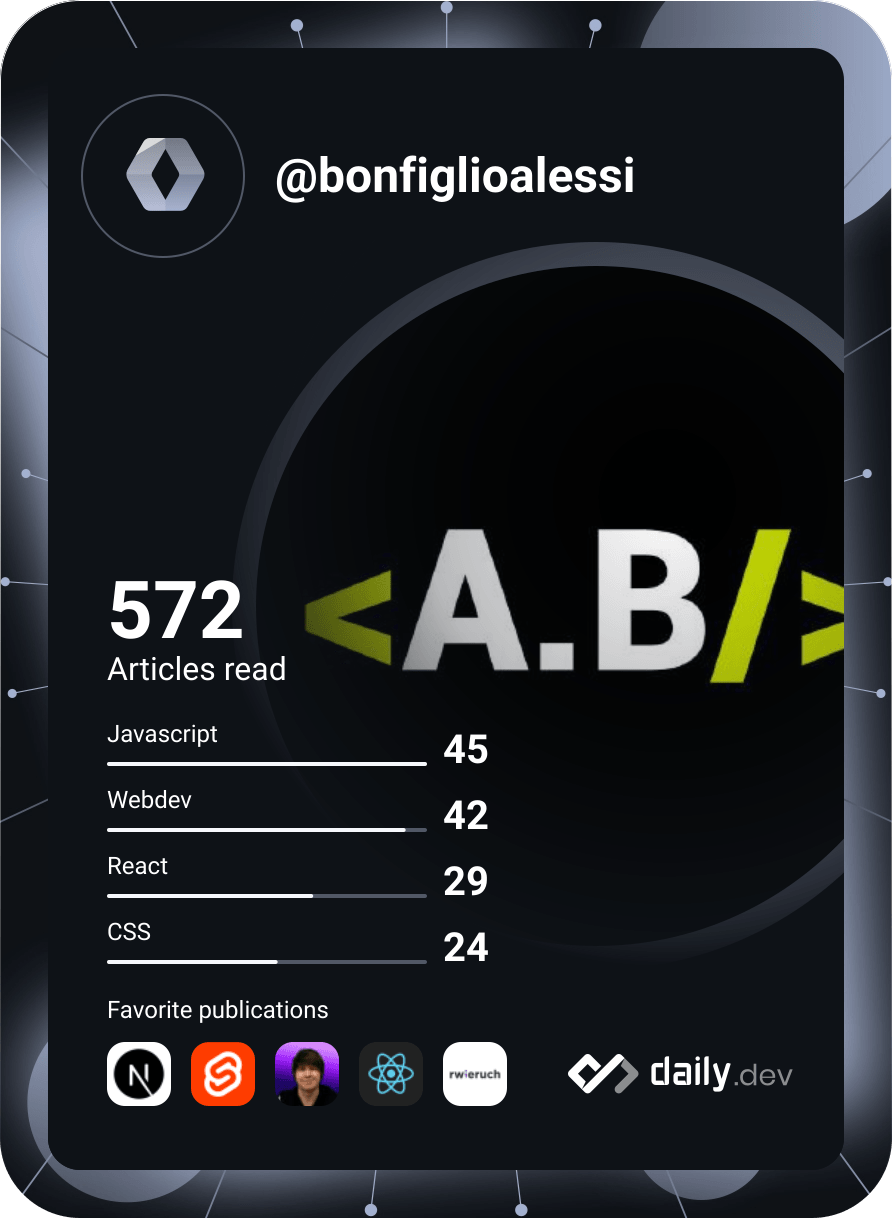 @bonfiglioalessi
<A.B/>
572
Articles read
Javascript
45
Webdev
42
React
29
CSS
24
Favorite publications
N
rwieruch
daily.dev